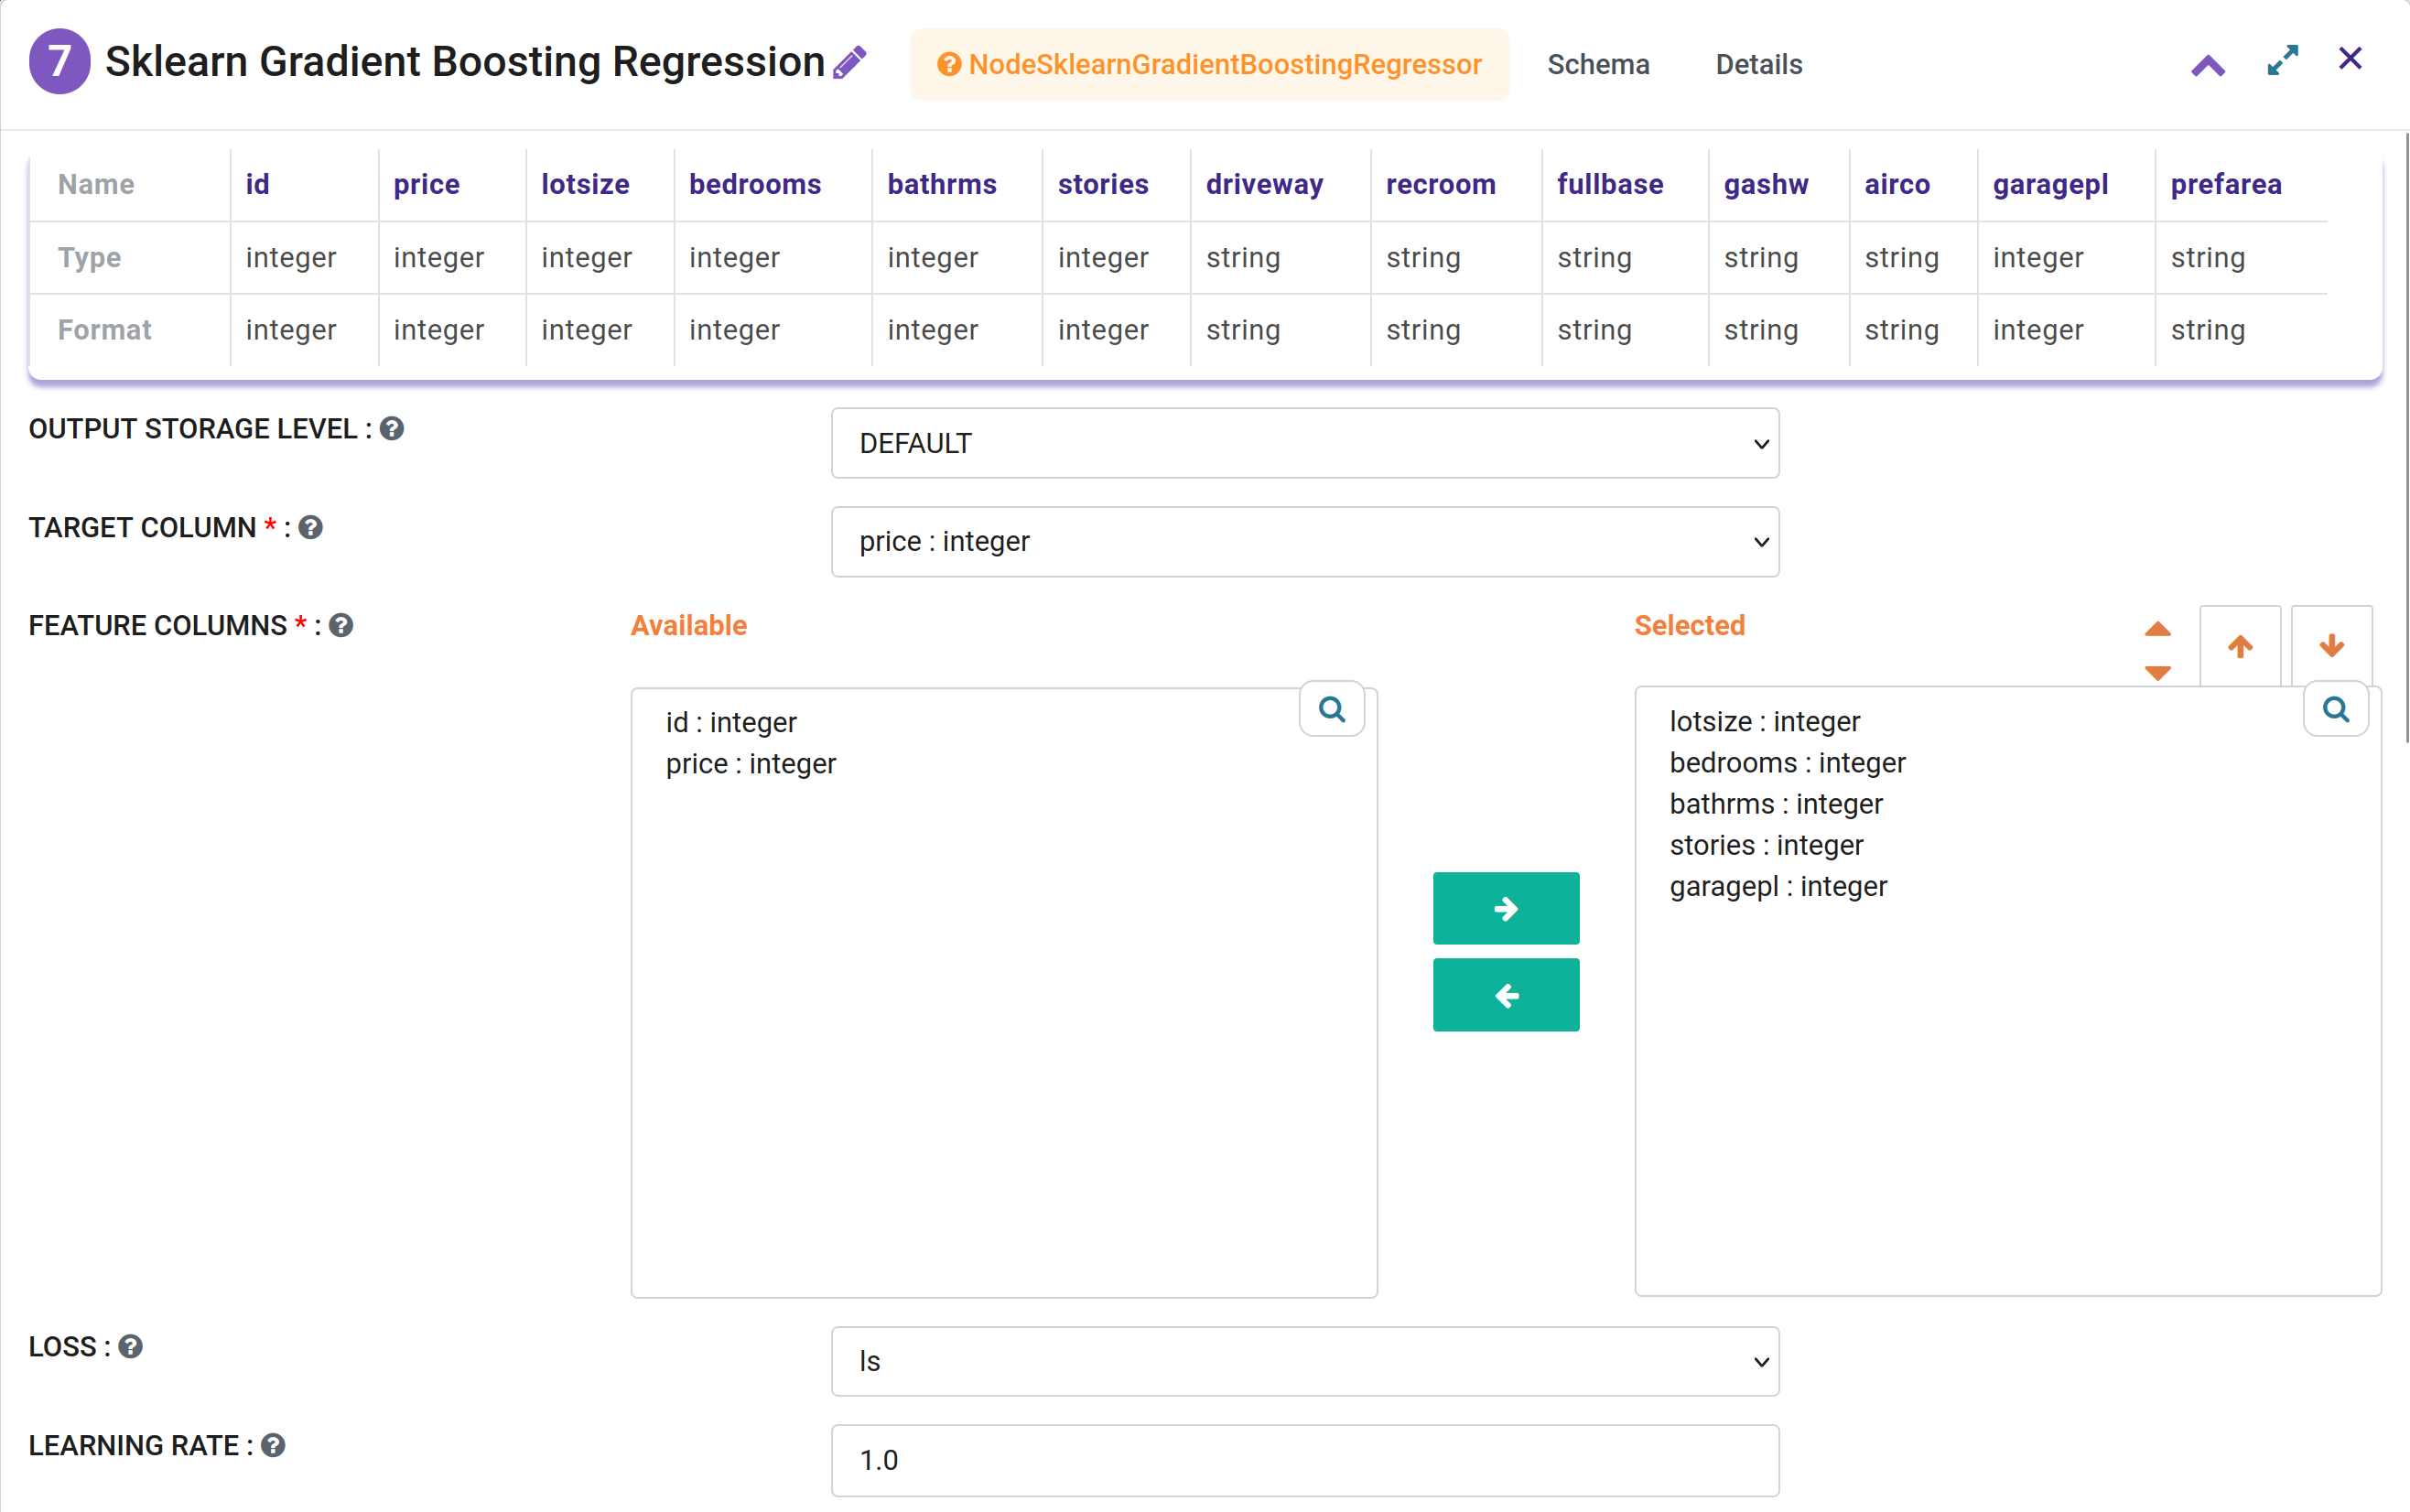 7 Sklearn Gradient Boosting Regression NodeSklearnGradientBoostingRegressor Schema Details
Name id price lotsize bedrooms bathrms stories driveway recroom fullbase gashw airco garagepl prefarea
Type integer integer integer integer integer integer string string string string string integer string
Format integer integer integer integer integer integer string string string string string integer string
OUTPUT STORAGE LEVEL : DEFAULT
TARGET COLUMN * : price : integer
FEATURE COLUMNS * : Available Selected
id : integer
price : integer
lotsize : integer
bedrooms : integer
bathrms : integer
stories : integer
garagepl : integer
LOSS : ls
LEARNING RATE : 1.0